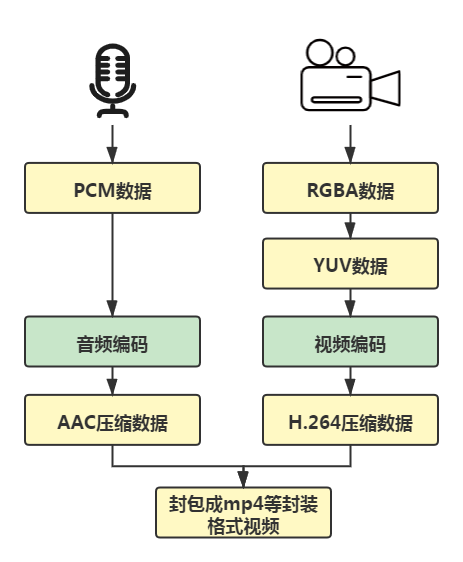 PCM数据
RGBA数据
YUV数据
音频编码
视频编码
AAC压缩数据
H.264压缩数据
封包成mp4等封装
格式视频